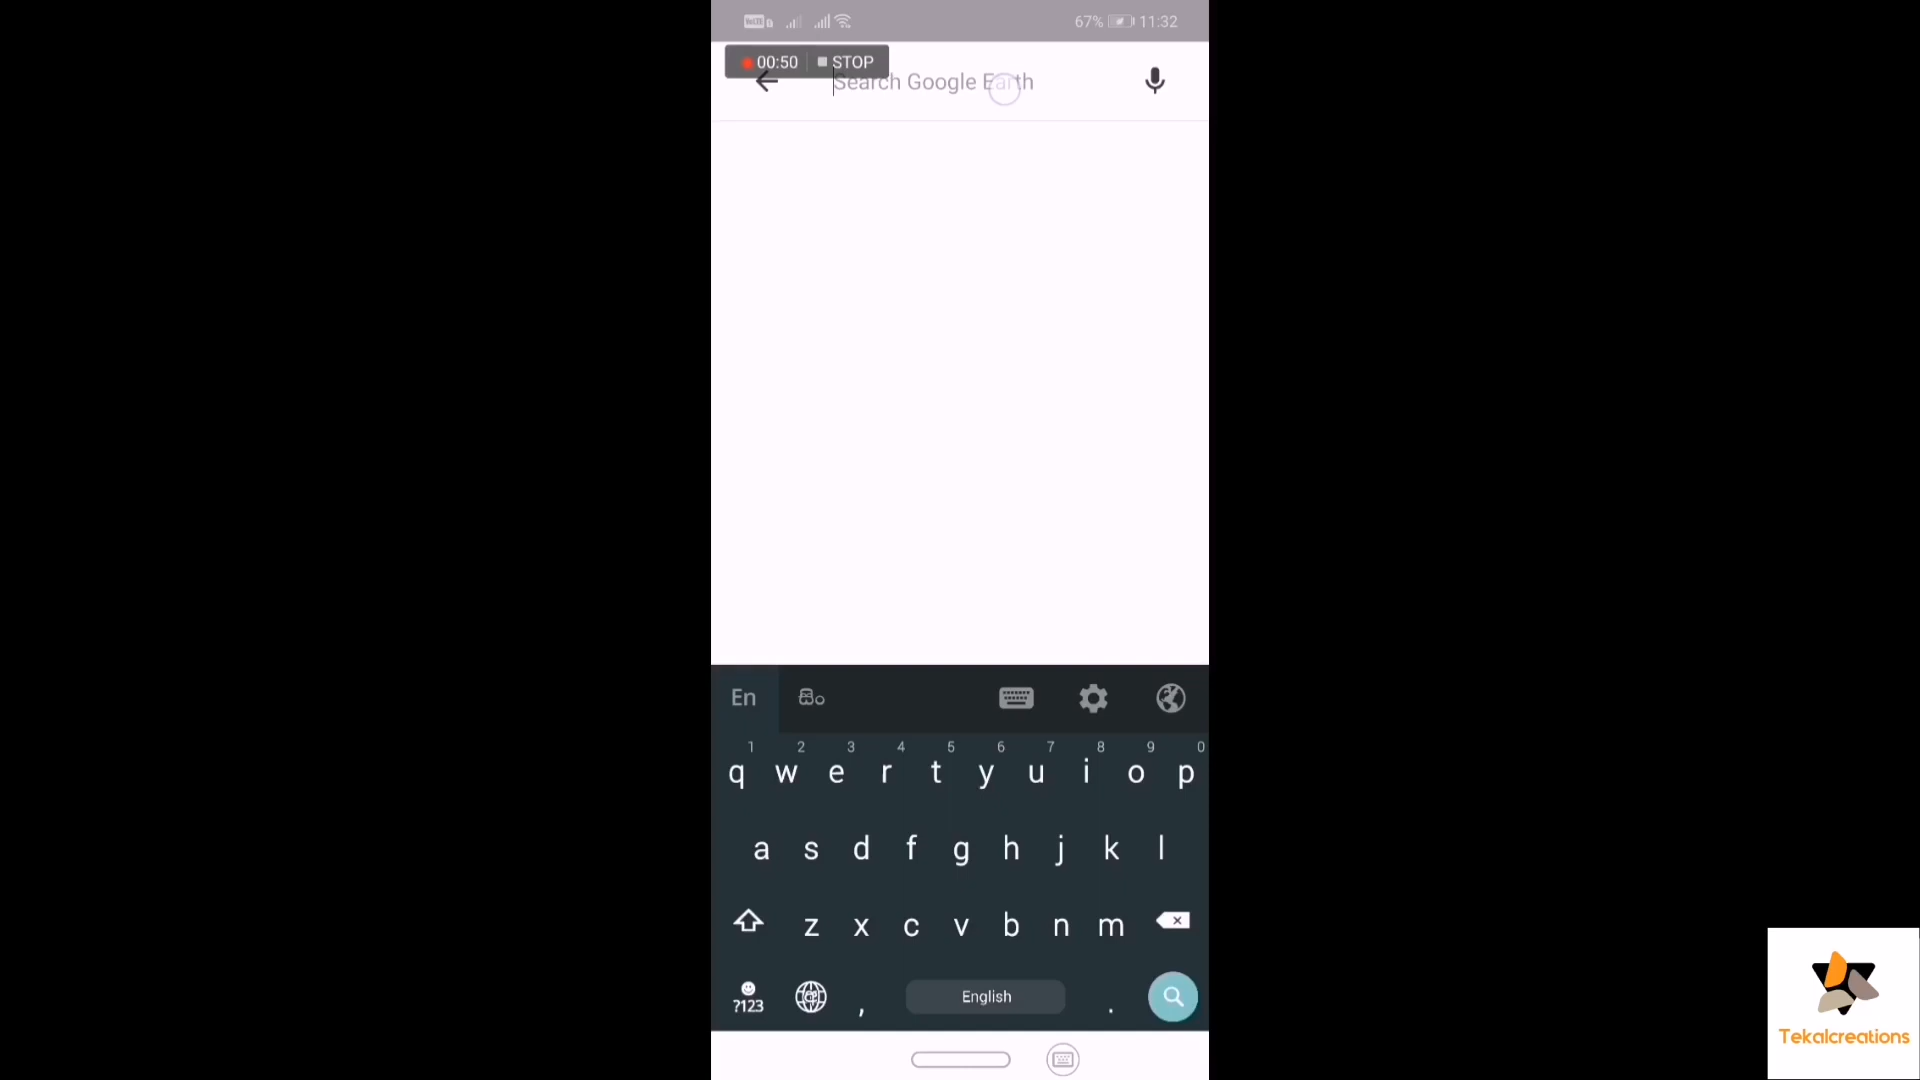 67% 11:32
00:50 STOP
Search Google Earth
En සිං
1 2 3 4 5 6 7 8 9 0
q w e r t y u i o p
a s d f g h j k l
z x c v b n m
?123 , English .
Tekalcreations